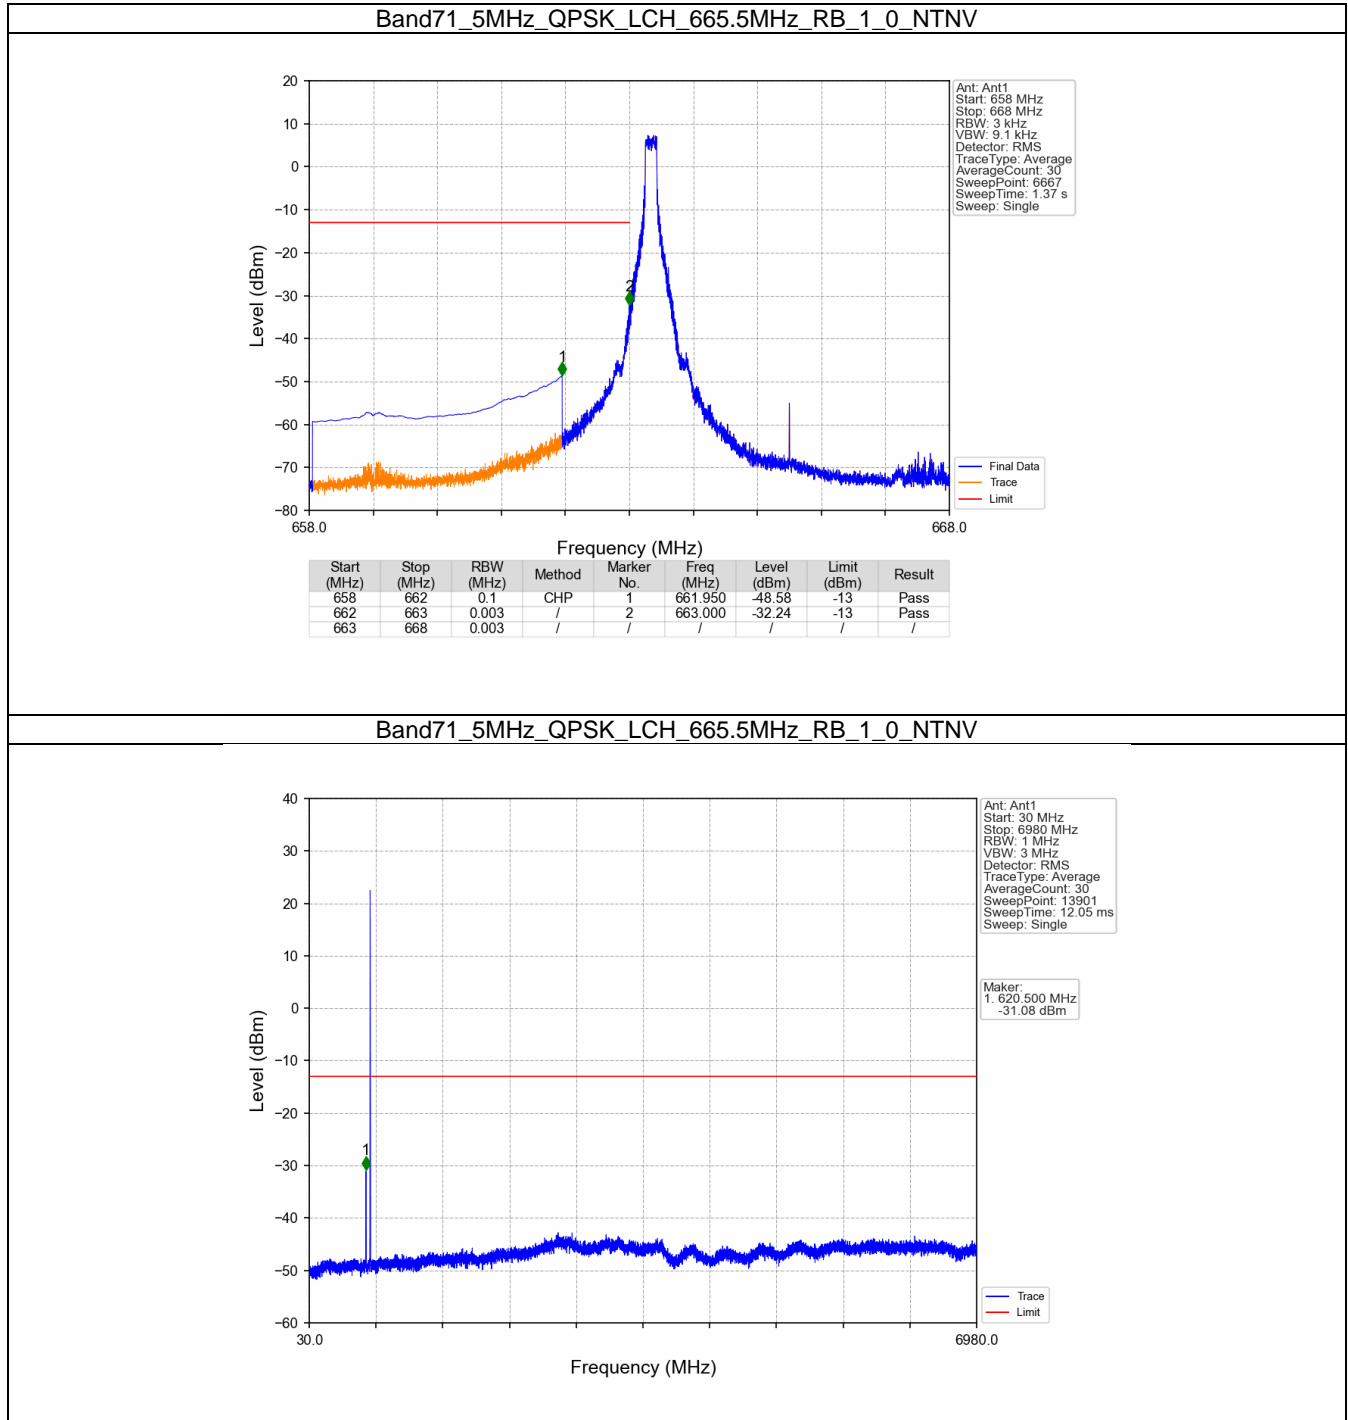 Band71_5MHz_QPSK_LCH_665.5MHz_RB_1_0_NTNV
20
10
0
−10
−20
−30
−40
−50
−60
−70
−80
Level (dBm)
1
2
658.0
668.0
Frequency (MHz)
Ant: Ant1
Start: 658 MHz
Stop: 668 MHz
RBW: 3 kHz
VBW: 9.1 kHz
Detector: RMS
TraceType: Average
AverageCount: 30
SweepPoint: 6667
SweepTime: 1.37 s
Sweep: Single
Final Data
Trace
Limit
Start (MHz) Stop (MHz) RBW (MHz) Method Marker No. Freq (MHz) Level (dBm) Limit (dBm) Result
658 662 0.1 CHP 1 661.950 -48.58 -13 Pass
662 663 0.003 / 2 663.000 -32.24 -13 Pass
663 668 0.003 / / / / / /
Band71_5MHz_QPSK_LCH_665.5MHz_RB_1_0_NTNV
40
30
20
10
0
−10
−20
−30
−40
−50
−60
Level (dBm)
1
30.0
6980.0
Frequency (MHz)
Ant: Ant1
Start: 30 MHz
Stop: 6980 MHz
RBW: 1 MHz
VBW: 3 MHz
Detector: RMS
TraceType: Average
AverageCount: 30
SweepPoint: 13901
SweepTime: 12.05 ms
Sweep: Single
Maker:
1. 620.500 MHz
-31.08 dBm
Trace
Limit